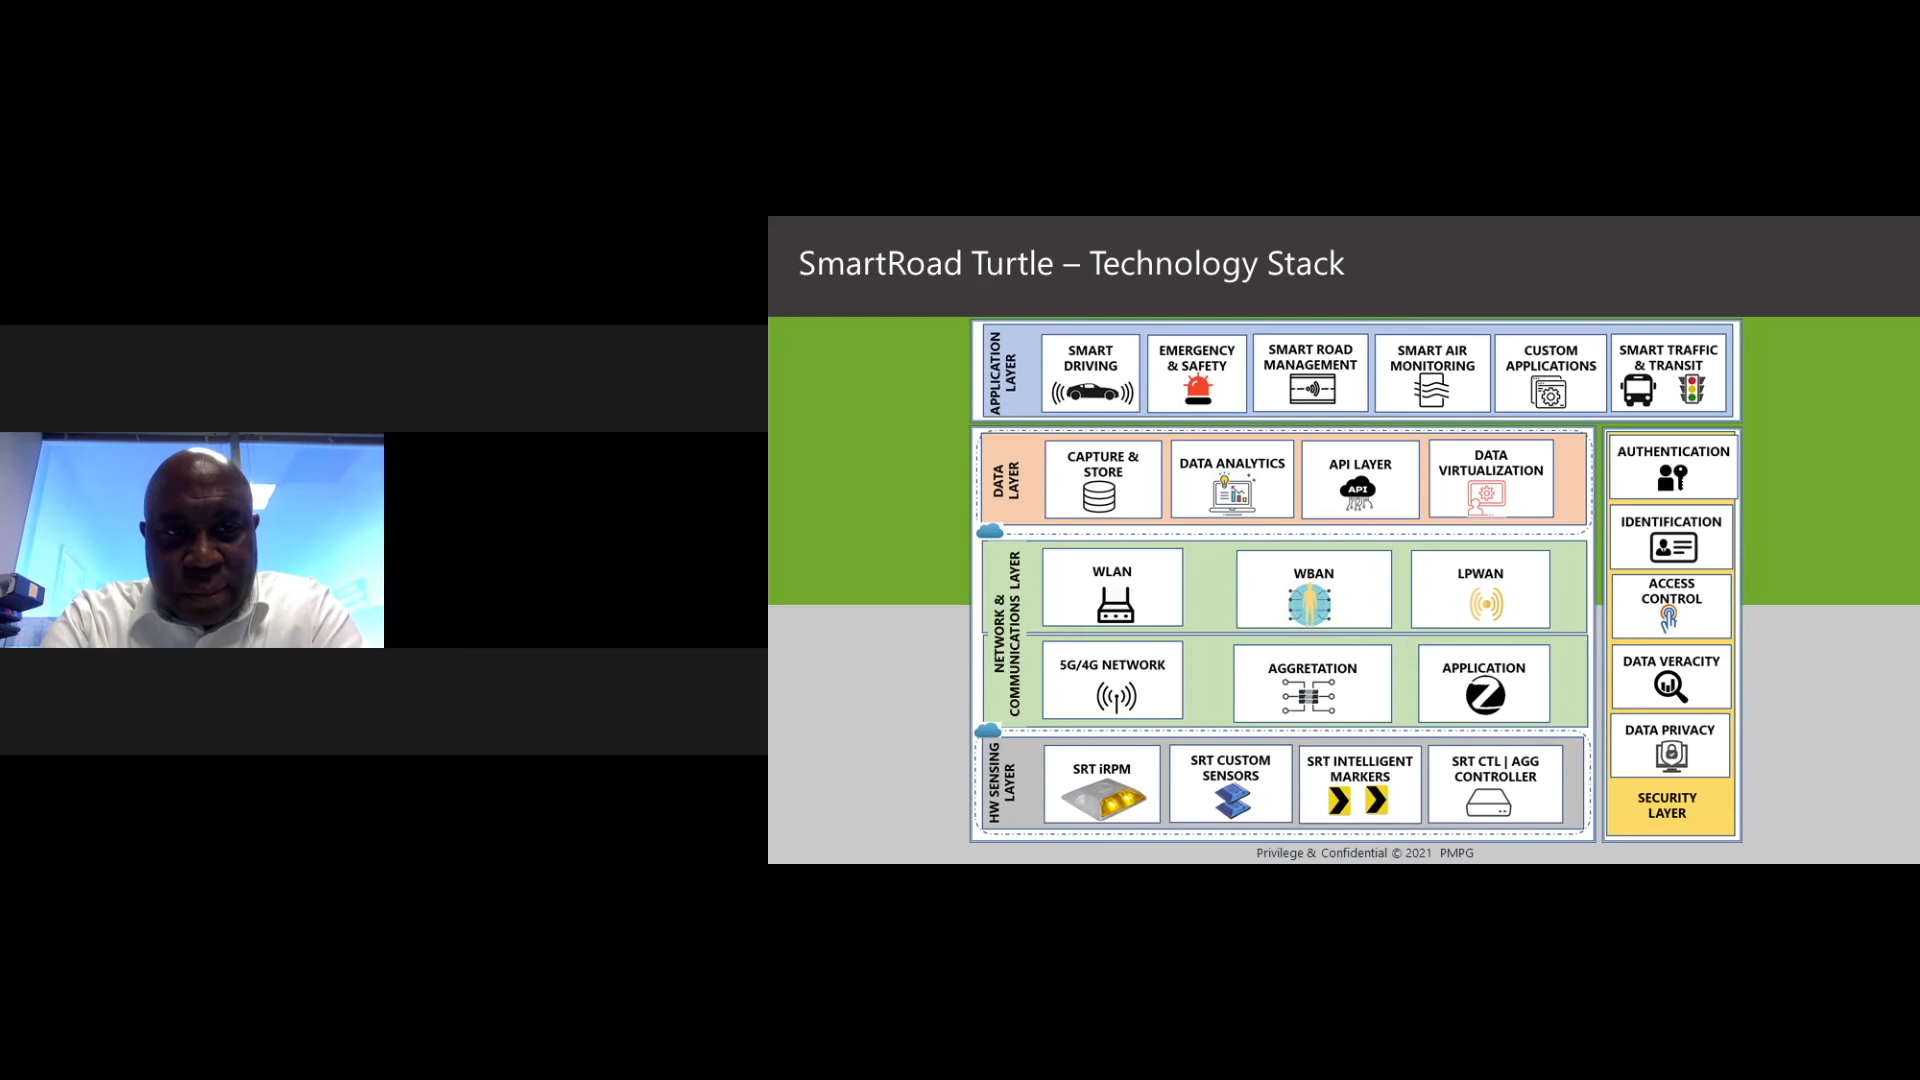 SmartRoad Turtle – Technology Stack
APPLICATION
LAYER
SMART
DRIVING
EMERGENCY
& SAFETY
SMART ROAD
MANAGEMENT
SMART AIR
MONITORING
CUSTOM
APPLICATIONS
SMART TRAFFIC
& TRANSIT
DATA
LAYER
CAPTURE &
STORE
DATA ANALYTICS
API LAYER
API
DATA
VIRTUALIZATION
NETWORK &
COMMUNICATIONS LAYER
WLAN
WBAN
LPWAN
5G/4G NETWORK
AGGRETATION
APPLICATION
HW SENSING
LAYER
SRT iRPM
SRT CUSTOM
SENSORS
SRT INTELLIGENT
MARKERS
SRT CTL | AGG
CONTROLLER
AUTHENTICATION
IDENTIFICATION
ACCESS
CONTROL
DATA VERACITY
DATA PRIVACY
SECURITY
LAYER
Privilege & Confidential © 2021 PMPG